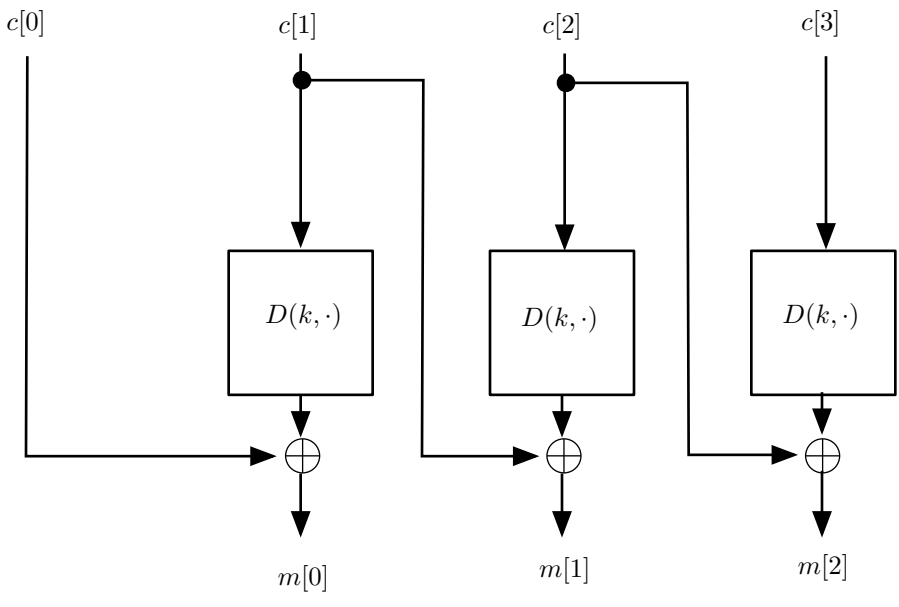 c[0] c[1] c[2] c[3]
D(k, ·) D(k, ·) D(k, ·)
m[0] m[1] m[2]